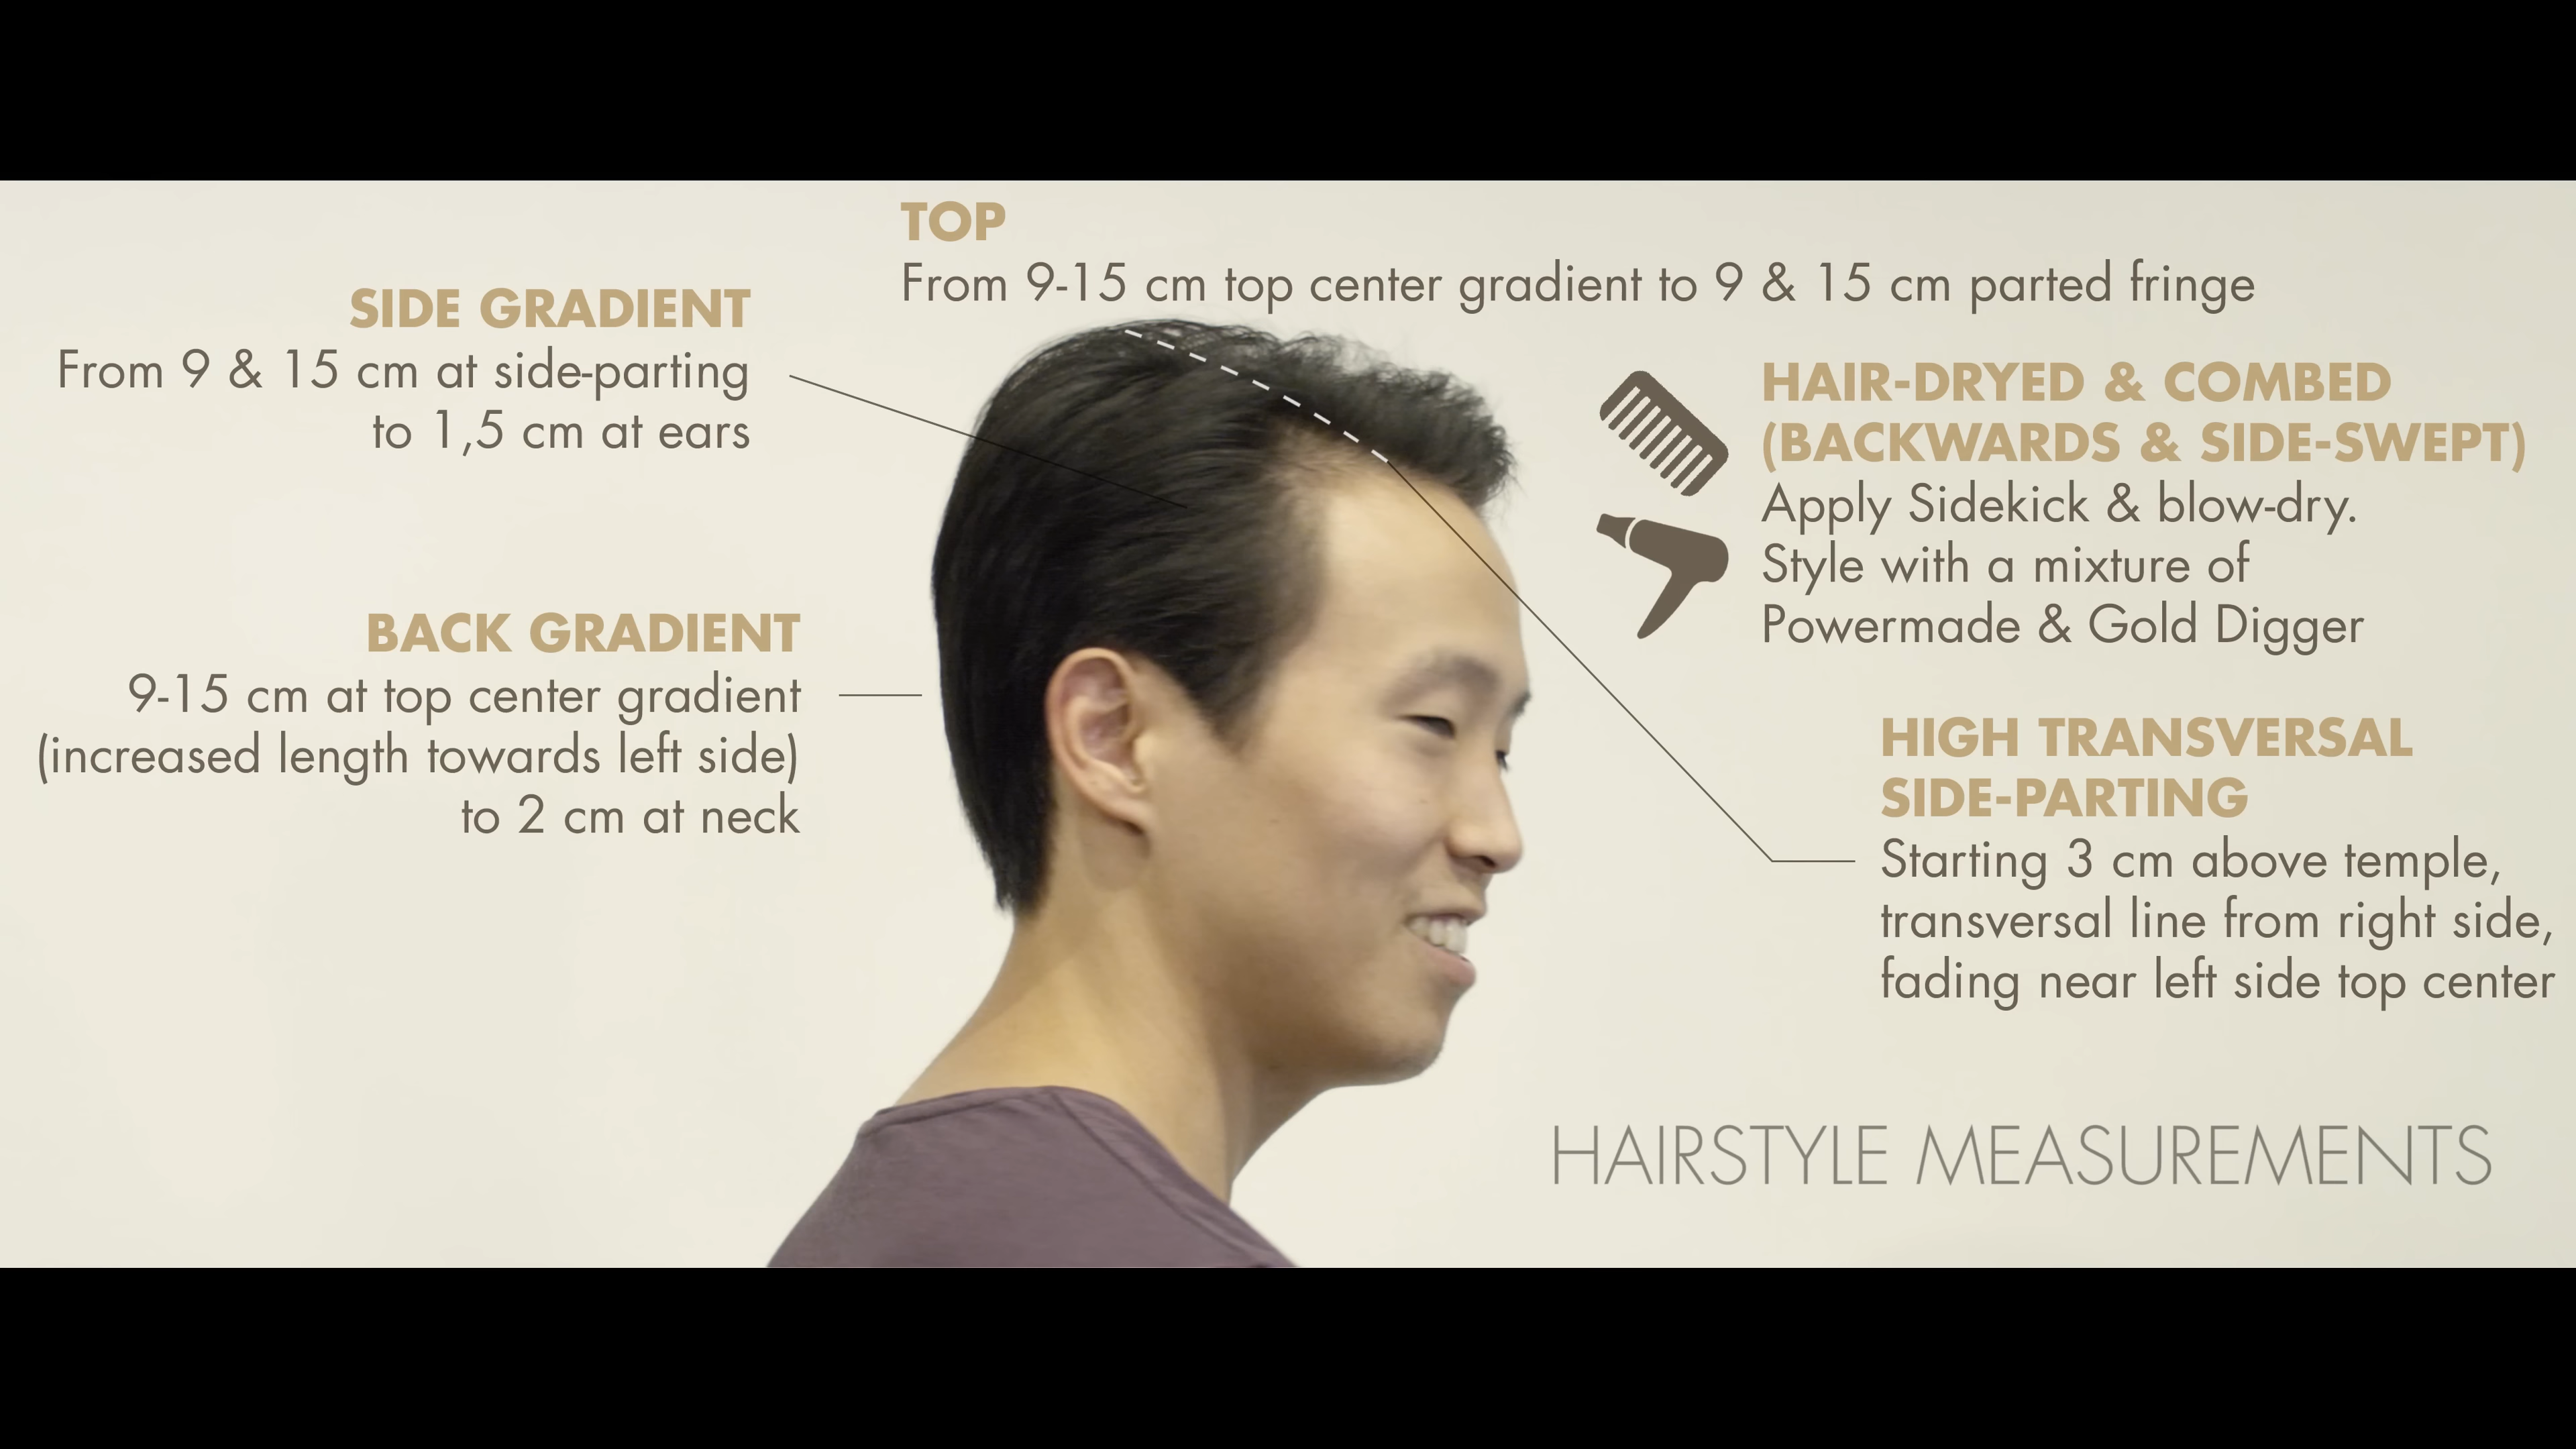 TOP
From 9-15 cm top center gradient to 9 & 15 cm parted fringe
SIDE GRADIENT
From 9 & 15 cm at side-parting
to 1,5 cm at ears
HAIR-DRYED & COMBED
(BACKWARDS & SIDE-SWEPT)
Apply Sidekick & blow-dry.
Style with a mixture of
Powermade & Gold Digger
BACK GRADIENT
9-15 cm at top center gradient
(increased length towards left side)
to 2 cm at neck
HIGH TRANSVERSAL
SIDE-PARTING
Starting 3 cm above temple,
transversal line from right side,
fading near left side top center
HAIRSTYLE MEASUREMENTS